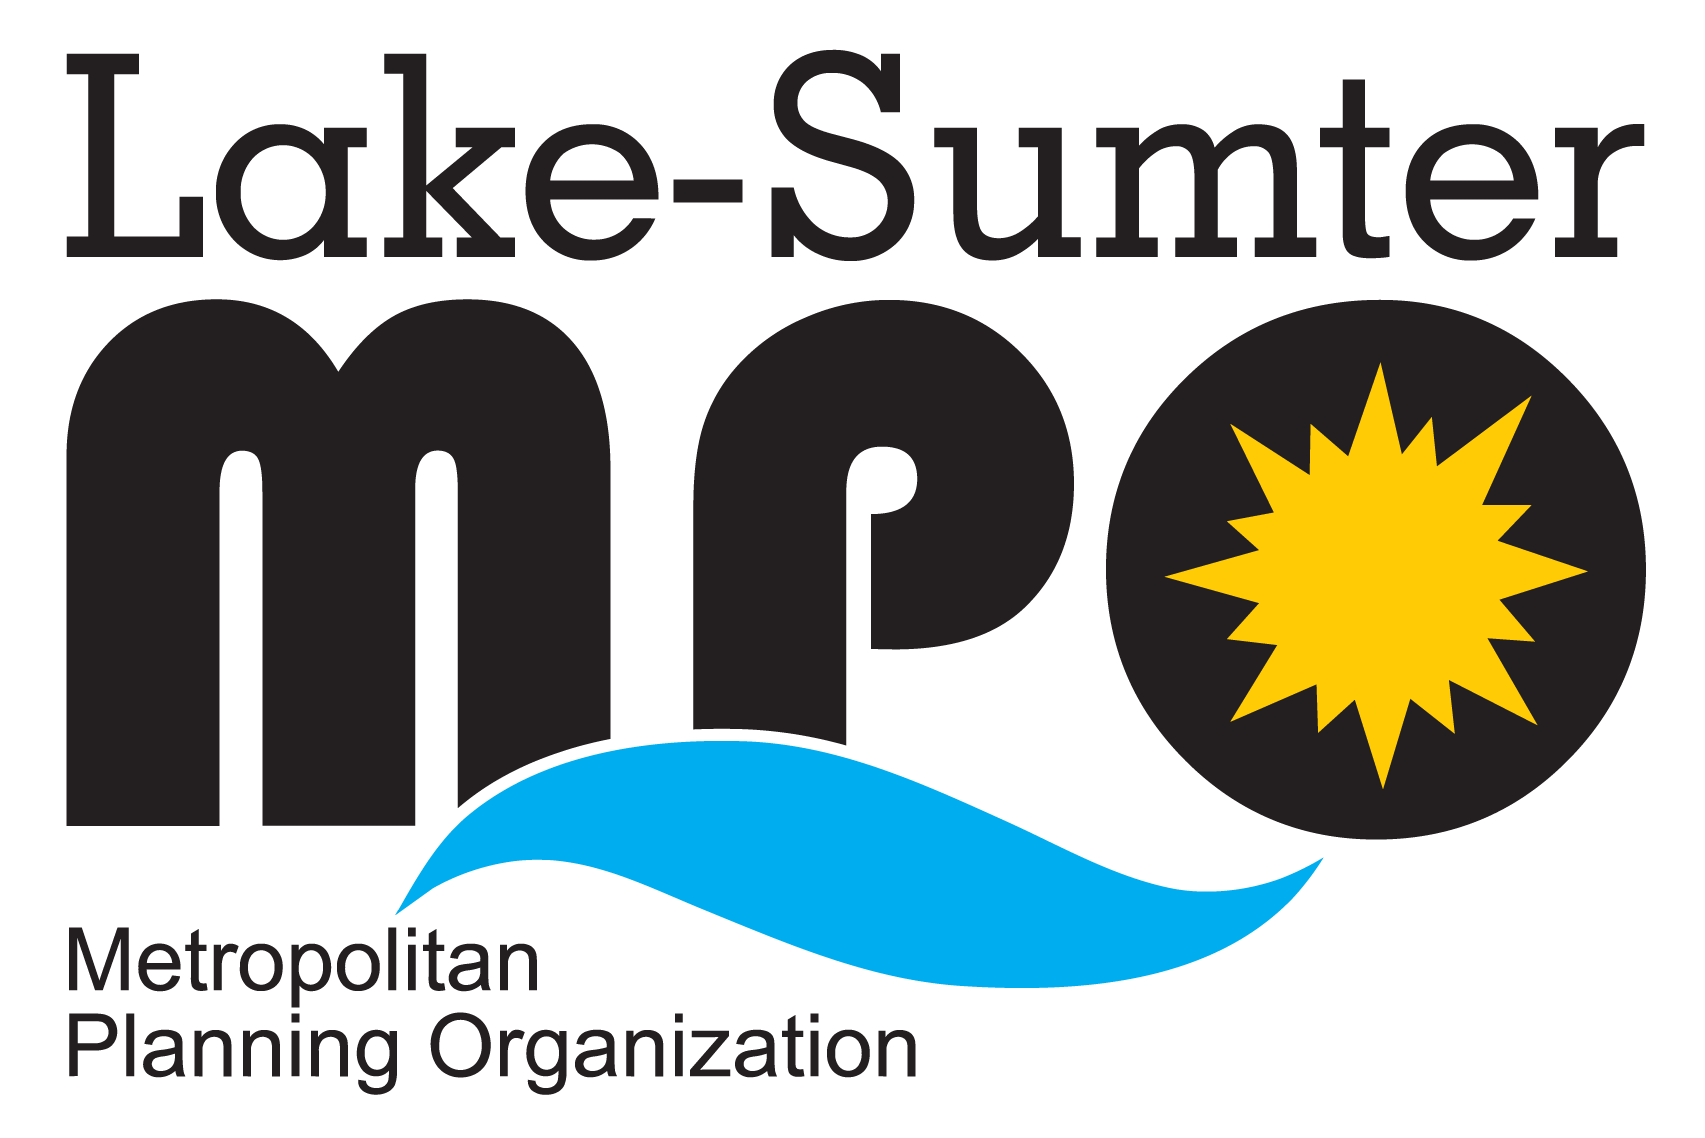 Lake-Sumter
MPO
Metropolitan
Planning Organization